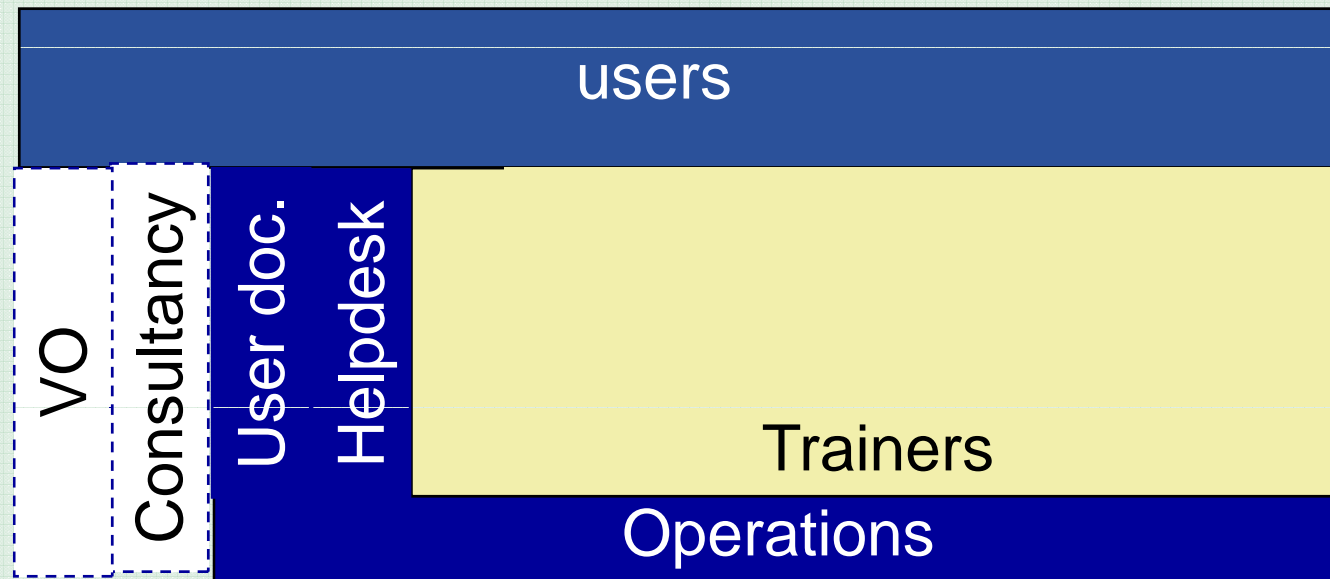 users
VO
Consultancy
User doc.
Helpdesk
Trainers
Operations